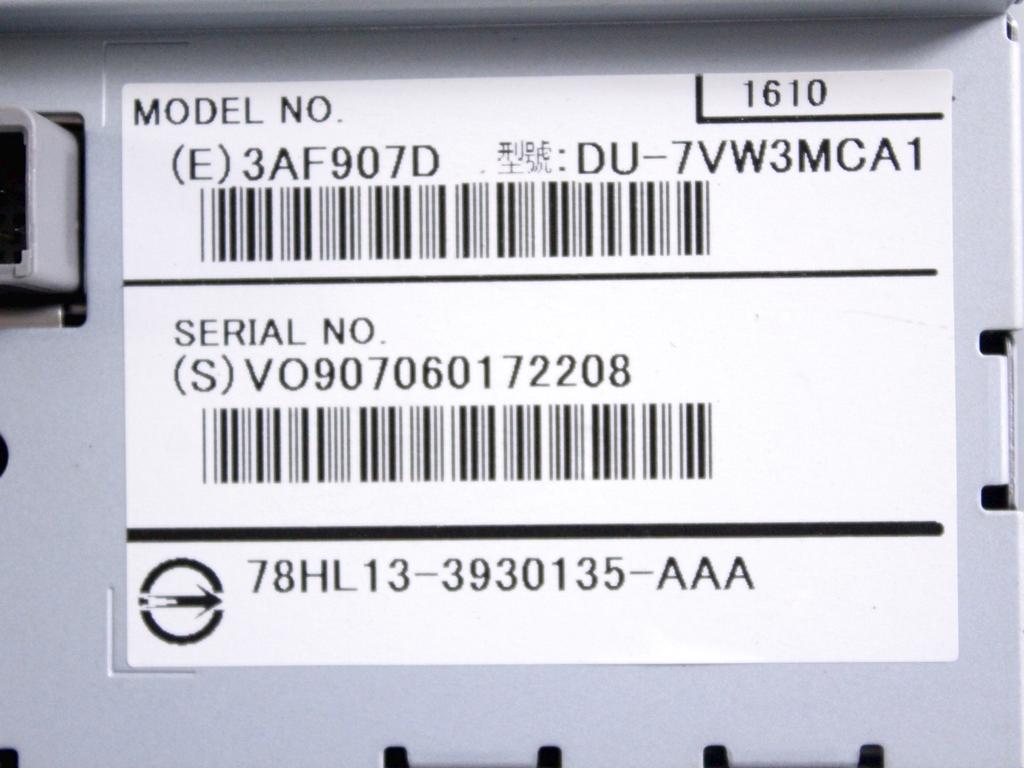 MODEL NO.
1610
(E)3AF907D 型號:DU-7VW3MCA1
SERIAL NO.
(S)VO907060172208
78HL13-3930135-AAA